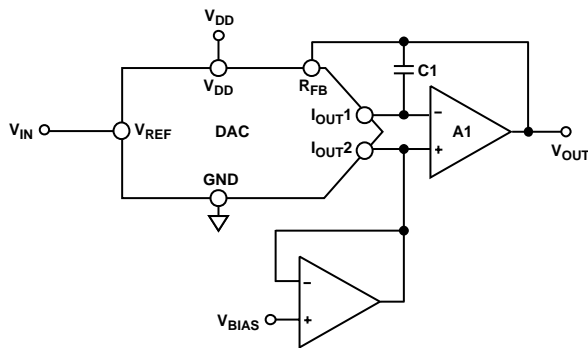 VDD
VDD
RFB
C1
IOUT1
VIN
VREF
DAC
−
A1
IOUT2
+
VOUT
GND
−
VBIAS
+